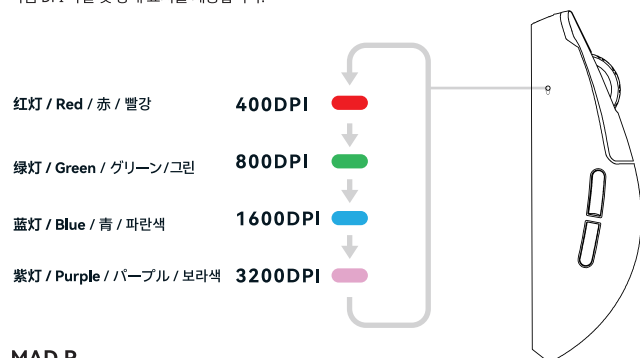 红灯 / Red / 赤 / 빨강 400DPI
绿灯 / Green / グリーン/그린 800DPI
蓝灯 / Blue / 青 / 파란색 1600DPI
紫灯 / Purple / パープル / 보라색 3200DPI